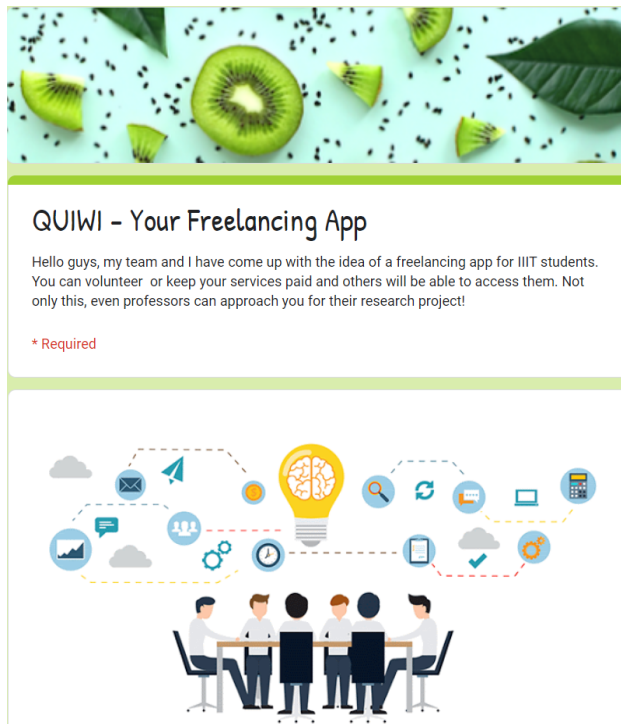 QUIWI - Your Freelancing App
Hello guys, my team and I have come up with the idea of a freelancing app for IIIT students.
You can volunteer  or keep your services paid and others will be able to access them. Not
only this, even professors can approach you for their research project!
* Required